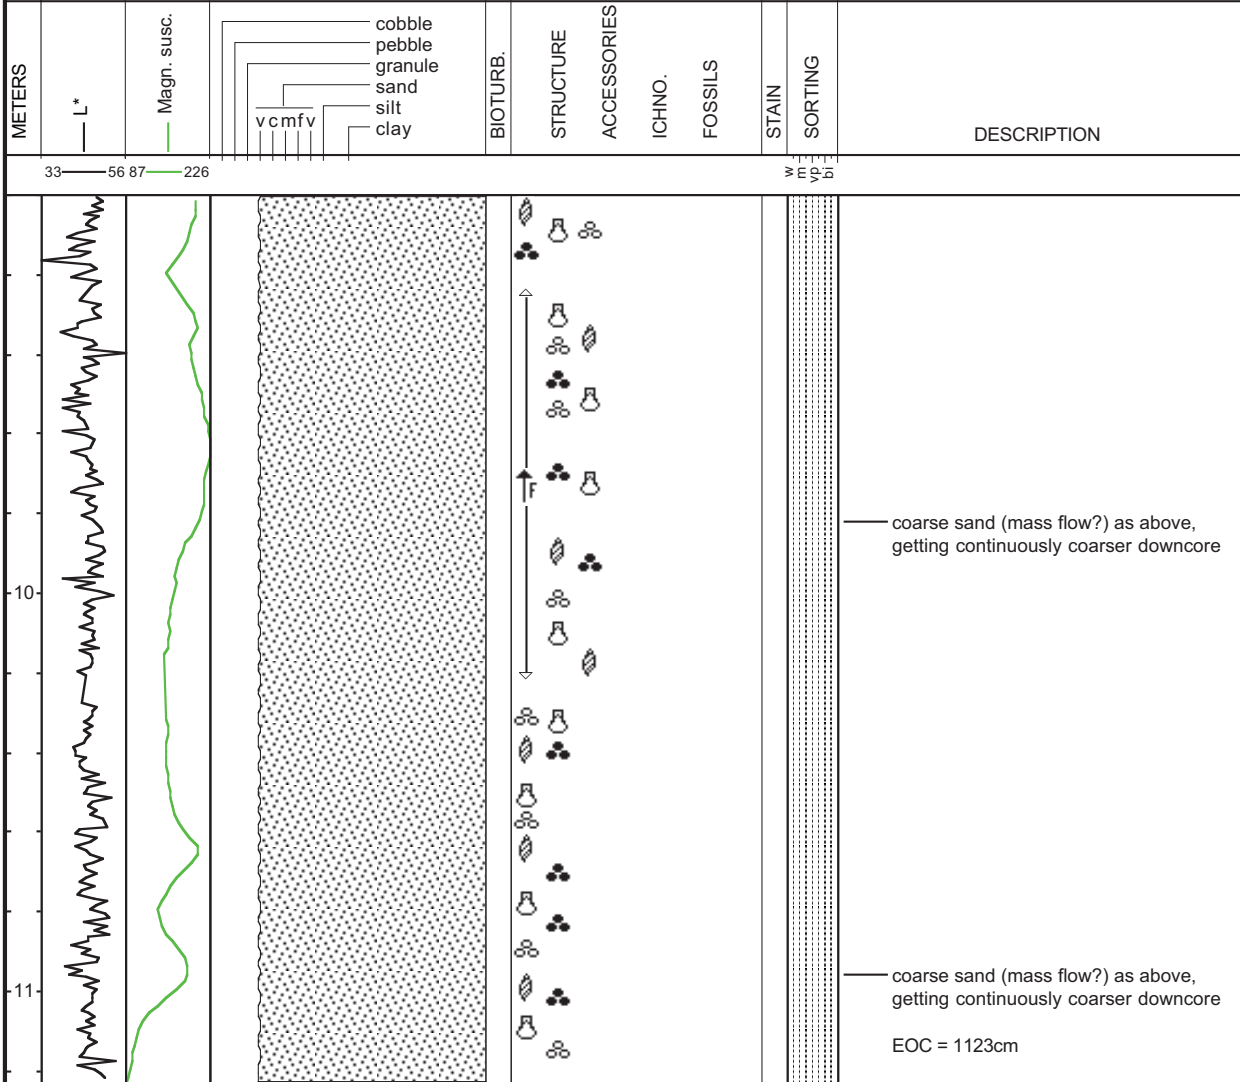 METERS
L*
Magn. susc.
cobble
pebble
granule
sand
silt
clay
v c m f v
BIOTURB.
STRUCTURE
ACCESSORIES
ICHNO.
FOSSILS
STAIN
SORTING
DESCRIPTION
33 56 87 226
w
m
vp
bi
F
coarse sand (mass flow?) as above,
getting continuously coarser downcore
10
coarse sand (mass flow?) as above,
getting continuously coarser downcore
11
EOC = 1123cm